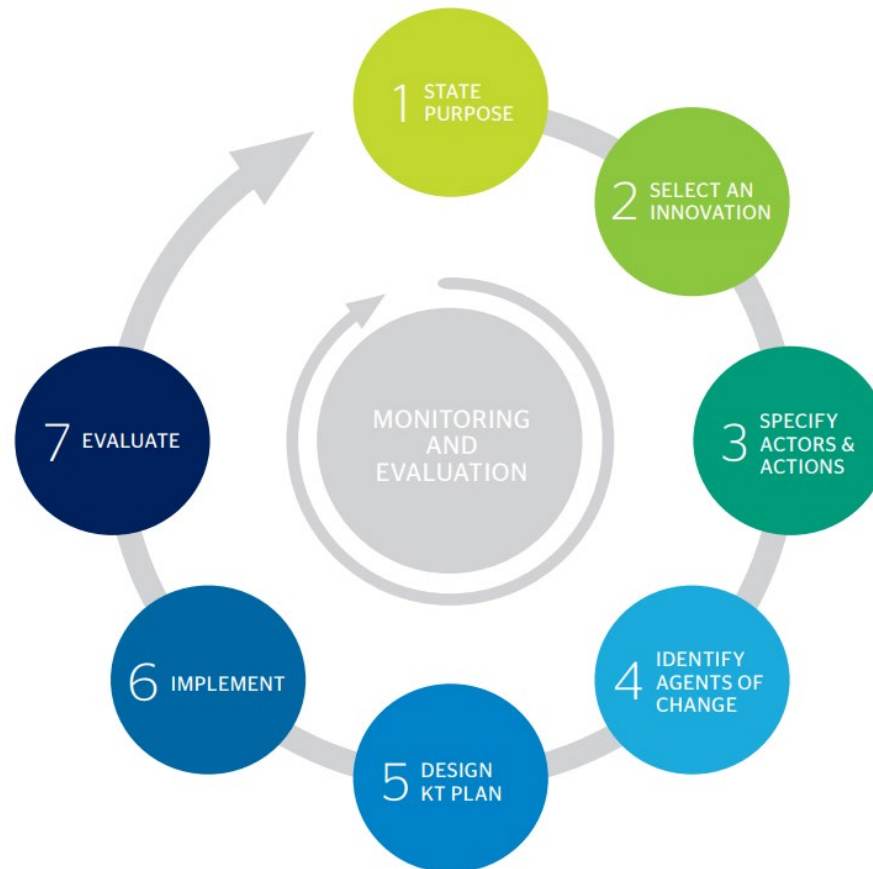 1 STATE
PURPOSE
2 SELECT AN
INNOVATION
3 SPECIFY
ACTORS &
ACTIONS
4 IDENTIFY
AGENTS OF
CHANGE
5 DESIGN
KT PLAN
6 IMPLEMENT
7 EVALUATE
MONITORING
AND
EVALUATION